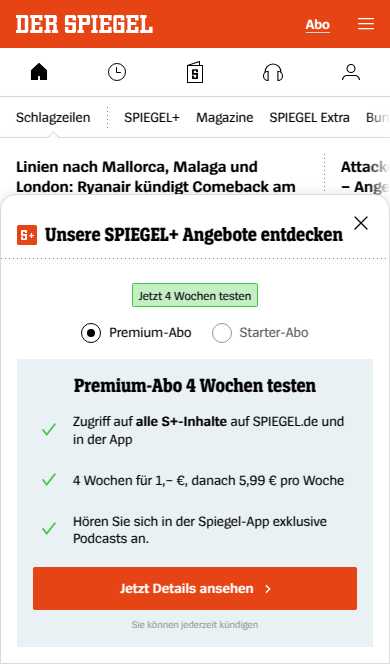 DER SPIEGEL
Abo
Schlagzeilen
SPIEGEL+
Magazine
SPIEGEL Extra
Bun
Linien nach Mallorca, Malaga und
London: Ryanair kündigt Comeback am
Attack
– Ange
S+ Unsere SPIEGEL+ Angebote entdecken
Jetzt 4 Wochen testen
Premium-Abo
Starter-Abo
Premium-Abo 4 Wochen testen
Zugriff auf alle S+-Inhalte auf SPIEGEL.de und
in der App
4 Wochen für 1,– €, danach 5,99 € pro Woche
Hören Sie sich in der Spiegel-App exklusive
Podcasts an.
Jetzt Details ansehen
Sie können jederzeit kündigen